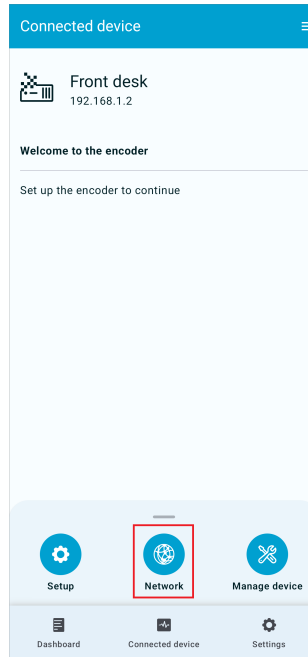 Connected device
Front desk
192.168.1.2
Welcome to the encoder
Set up the encoder to continue
Setup
Network
Manage device
Dashboard
Connected device
Settings